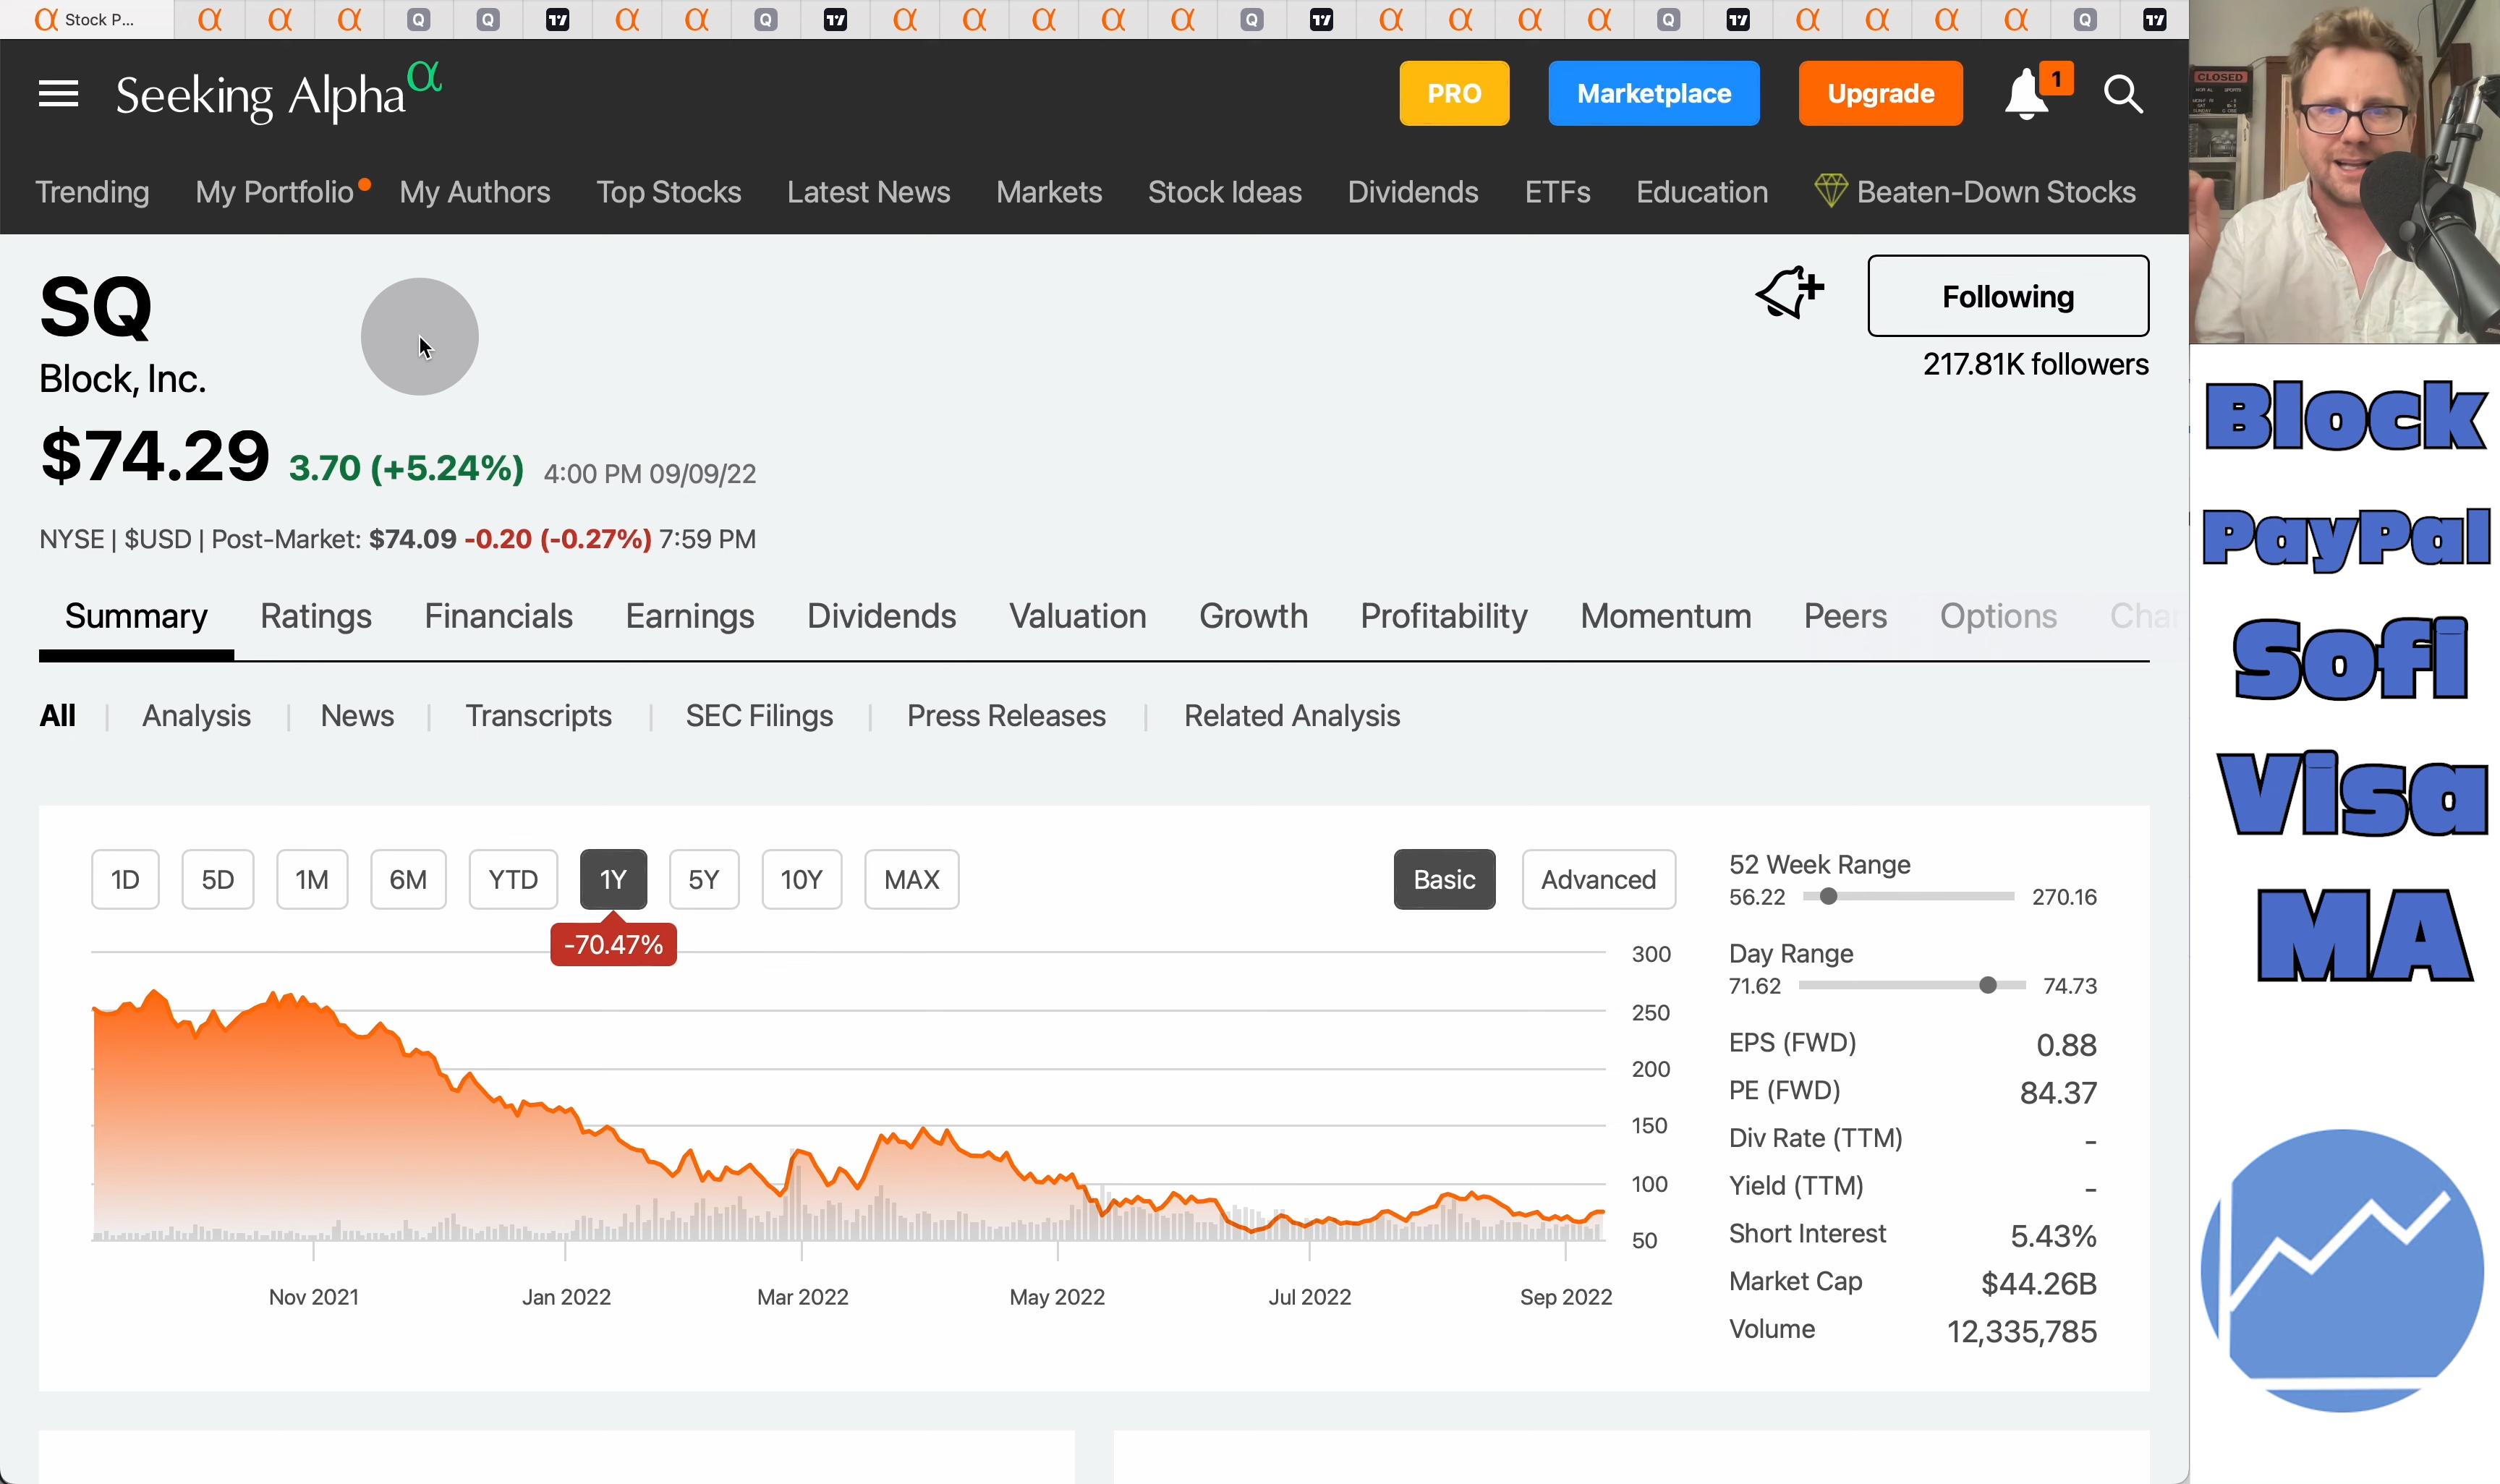 Stock P...
Seeking Alpha α
PRO
Marketplace
Upgrade
1
Trending
My Portfolio
My Authors
Top Stocks
Latest News
Markets
Stock Ideas
Dividends
ETFs
Education
Beaten-Down Stocks
CLOSED
SQ
Following
Block, Inc.
217.81K followers
$74.29 3.70 (+5.24%) 4:00 PM 09/09/22
NYSE | $USD | Post-Market: $74.09 -0.20 (-0.27%) 7:59 PM
Summary
Ratings
Financials
Earnings
Dividends
Valuation
Growth
Profitability
Momentum
Peers
Options
Char
All | Analysis | News | Transcripts | SEC Filings | Press Releases | Related Analysis
1D
5D
1M
6M
YTD
1Y
5Y
10Y
MAX
Basic
Advanced
-70.47%
300
250
200
150
100
50
Nov 2021
Jan 2022
Mar 2022
May 2022
Jul 2022
Sep 2022
52 Week Range
56.22 270.16
Day Range
71.62 74.73
EPS (FWD) 0.88
PE (FWD) 84.37
Div Rate (TTM) -
Yield (TTM) -
Short Interest 5.43%
Market Cap $44.26B
Volume 12,335,785
Block
PayPal
Sofi
Visa
MA